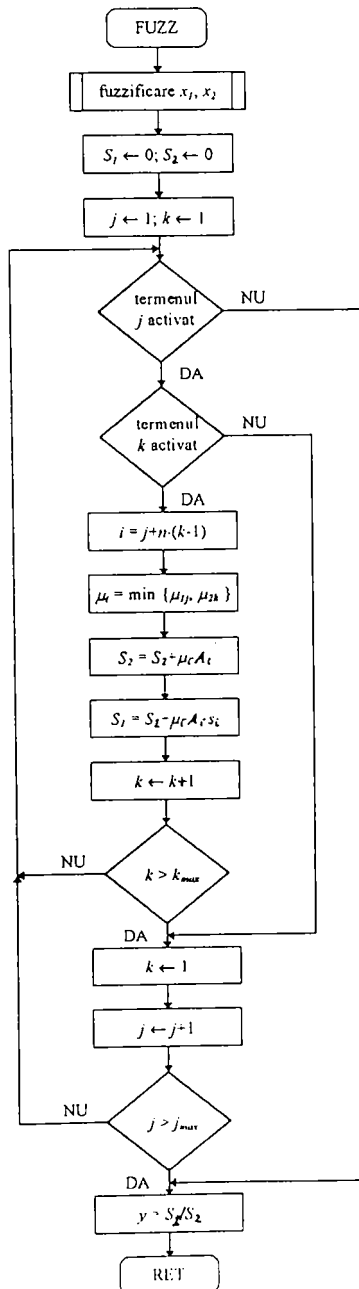 FUZZ
fuzzificare x₁, x₂
S₁ ← 0; S₂ ← 0
j ← 1; k ← 1
termenul
j activat
NU
DA
termenul
k activat
NU
DA
i = j+n·(k-1)
μᵢ = min {μ₁ⱼ, μ₂ₖ }
S₂ = S₂+μᵢ·Aᵢ
S₁ = S₂+μᵢ·Aᵢ·sᵢ
k ← k+1
NU
k > kₘₐₓ
DA
k ← 1
j ← j+1
NU
j > jₘₐₓ
DA
y = S₁/S₂
RET